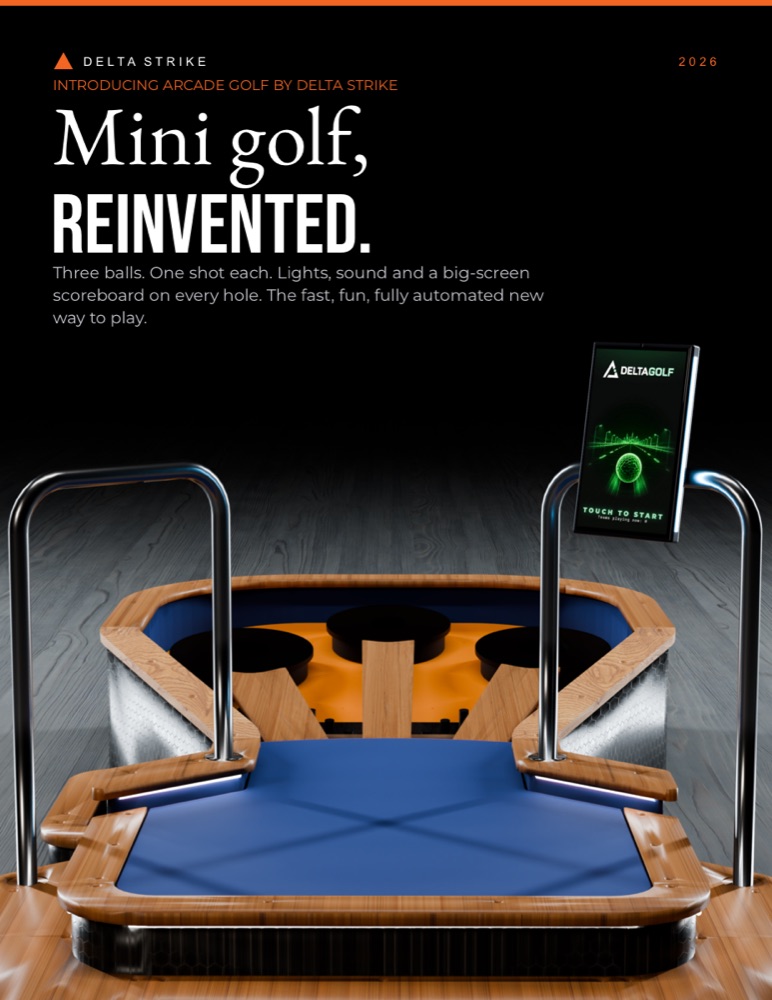 DELTA STRIKE
2026
INTRODUCING ARCADE GOLF BY DELTA STRIKE
Mini golf,
REINVENTED.
Three balls. One shot each. Lights, sound and a big-screen
scoreboard on every hole. The fast, fun, fully automated new
way to play.
DELTAGOLF
TOUCH TO START